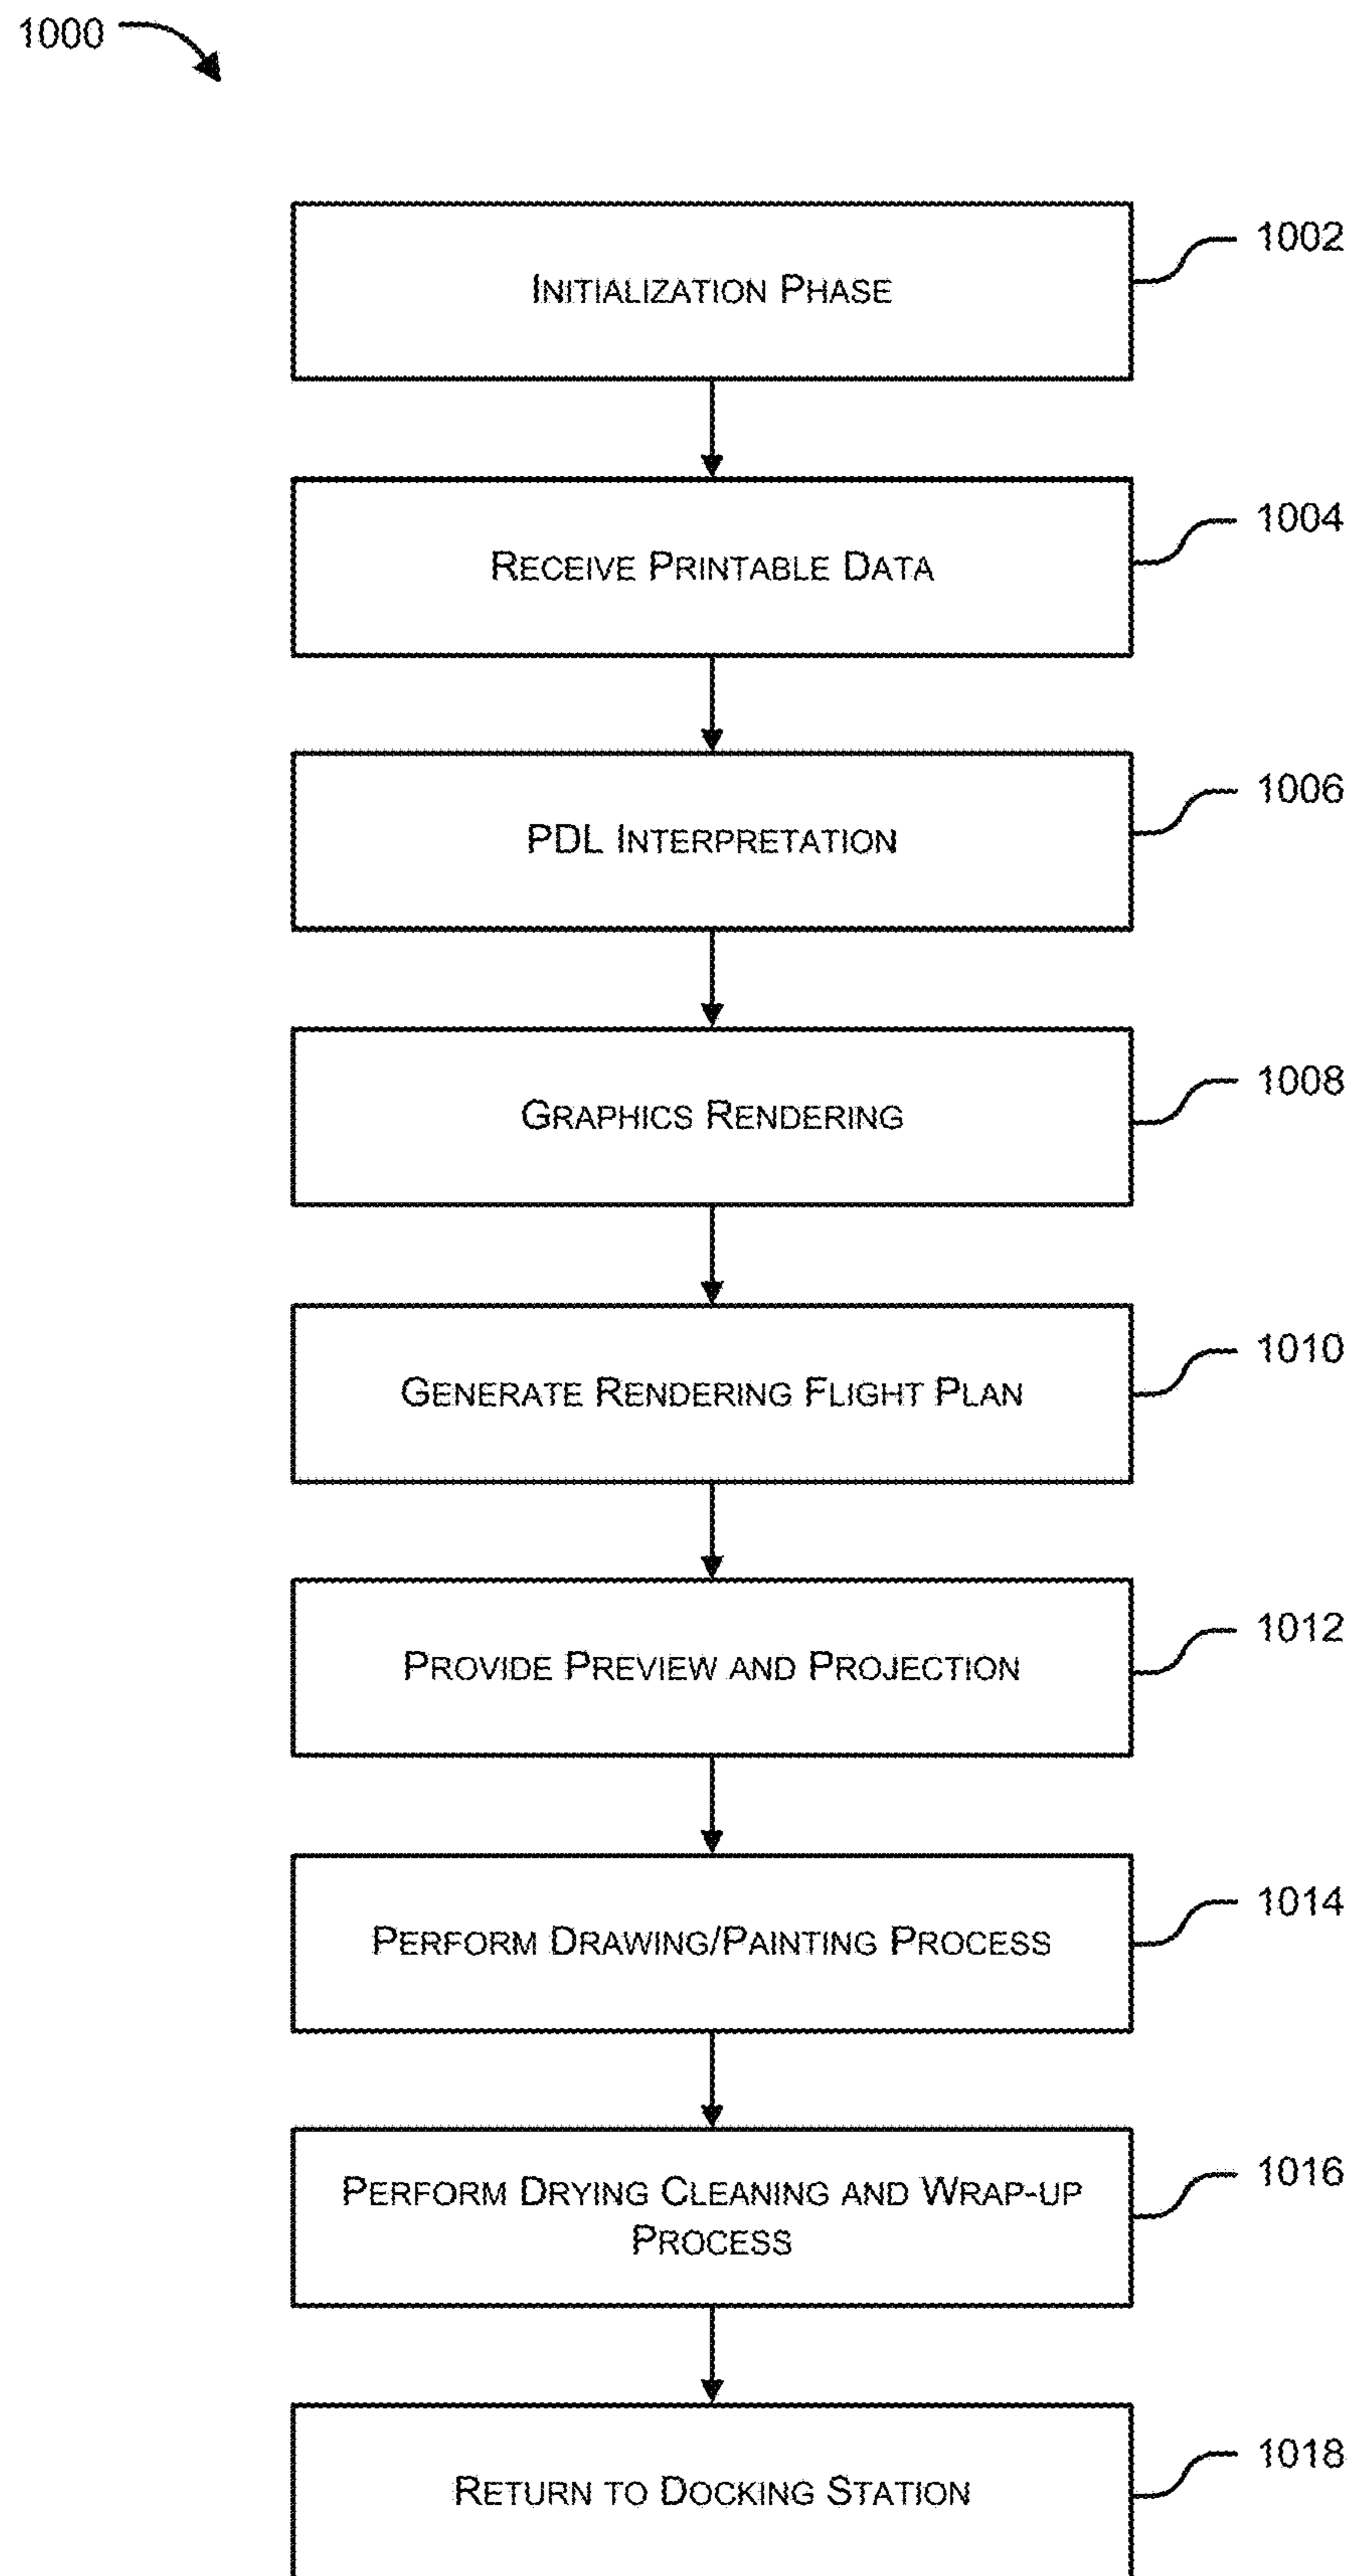 1000
INITIALIZATION PHASE
1002
RECEIVE PRINTABLE DATA
1004
PDL INTERPRETATION
1006
GRAPHICS RENDERING
1008
GENERATE RENDERING FLIGHT PLAN
1010
PROVIDE PREVIEW AND PROJECTION
1012
PERFORM DRAWING/PAINTING PROCESS
1014
PERFORM DRYING CLEANING AND WRAP-UP
PROCESS
1016
RETURN TO DOCKING STATION
1018